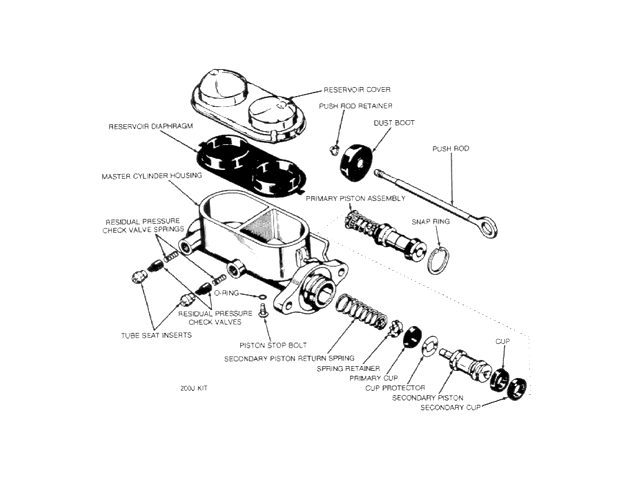 RESERVOIR COVER
PUSH ROD RETAINER
DUST BOOT
RESERVOIR DIAPHRAGM
PUSH ROD
MASTER CYLINDER HOUSING
PRIMARY PISTON ASSEMBLY
SNAP RING
RESIDUAL PRESSURE
CHECK VALVE SPRINGS
O-RING
RESIDUAL PRESSURE
CHECK VALVES
TUBE SEAT INSERTS
PISTON STOP BOLT
SECONDARY PISTON RETURN SPRING
SPRING RETAINER
PRIMARY CUP
CUP PROTECTOR
SECONDARY PISTON
SECONDARY CUP
CUP
200J KIT